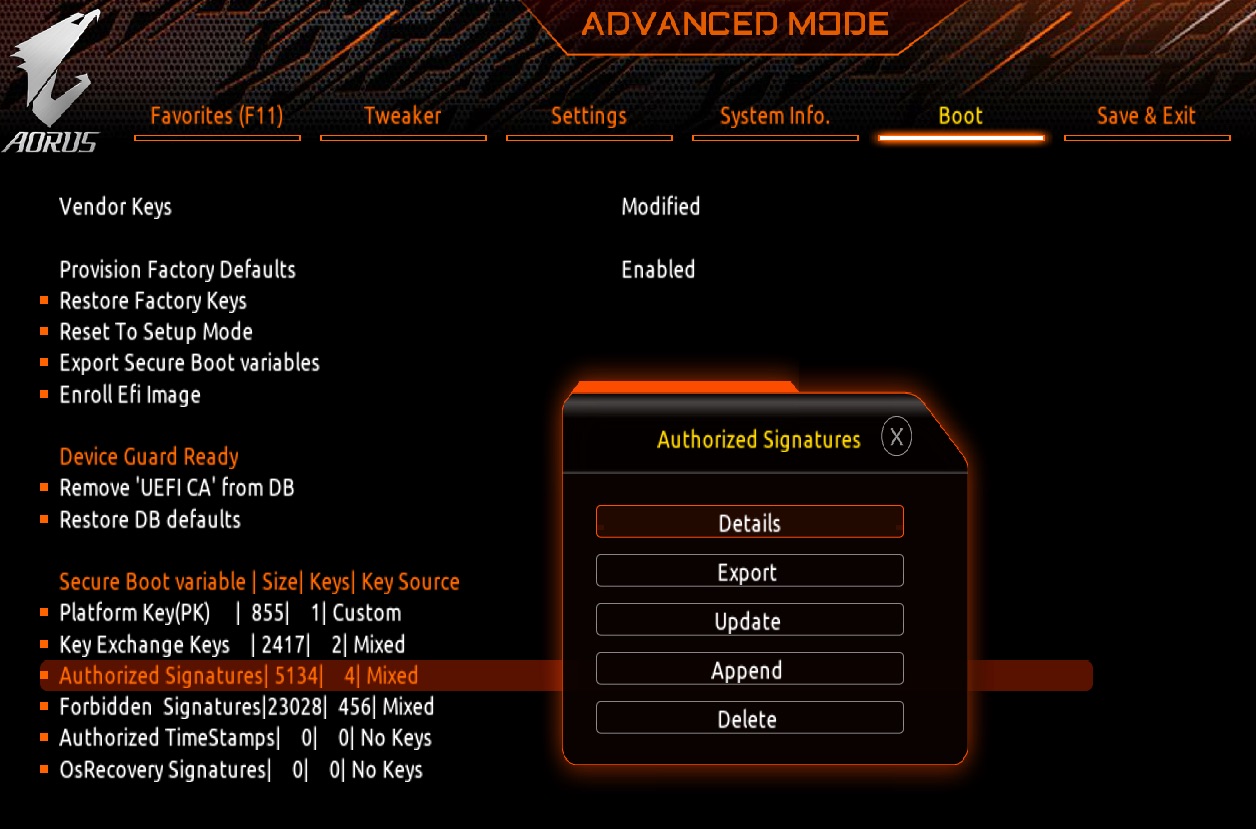 ADVANCED MODE
AORUS
Favorites (F11) Tweaker Settings System Info. Boot Save & Exit
Vendor Keys Modified
Provision Factory Defaults Enabled
Restore Factory Keys
Reset To Setup Mode
Export Secure Boot variables
Enroll Efi Image
Device Guard Ready
Remove 'UEFI CA' from DB
Restore DB defaults
Secure Boot variable | Size| Keys| Key Source
Platform Key(PK) | 855| 1| Custom
Key Exchange Keys | 2417| 2| Mixed
Authorized Signatures| 5134| 4| Mixed
Forbidden Signatures|23028| 456| Mixed
Authorized TimeStamps| 0| 0| No Keys
OsRecovery Signatures| 0| 0| No Keys
Authorized Signatures X
Details
Export
Update
Append
Delete